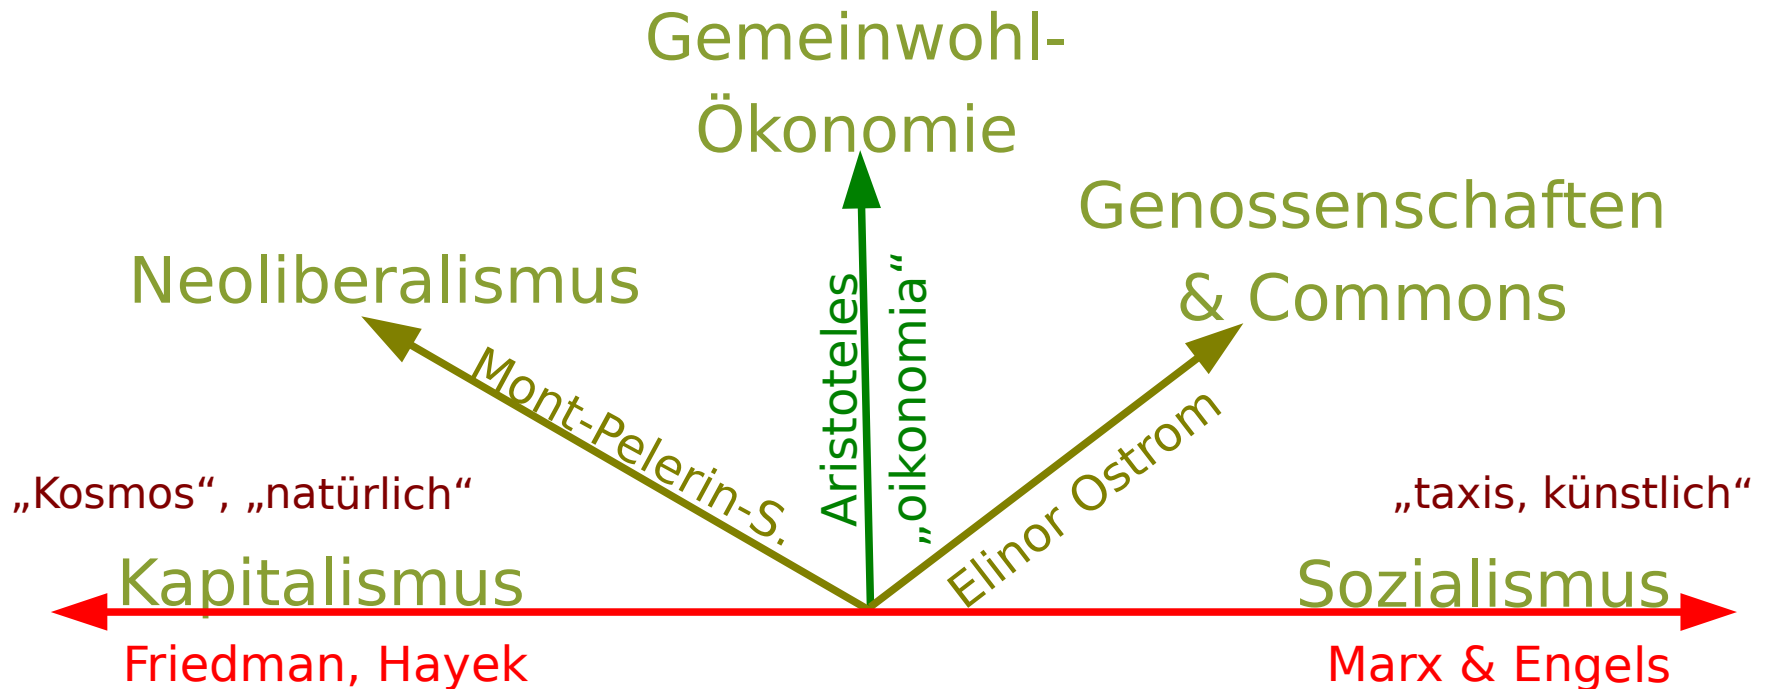 Gemeinwohl-
Ökonomie
Genossenschaften
& Commons
Neoliberalismus
Mont-Pelerin-S.
Aristoteles
„oikonomia“
Elinor Ostrom
„Kosmos“, „natürlich“
„taxis, künstlich“
Kapitalismus
Sozialismus
Friedman, Hayek
Marx & Engels